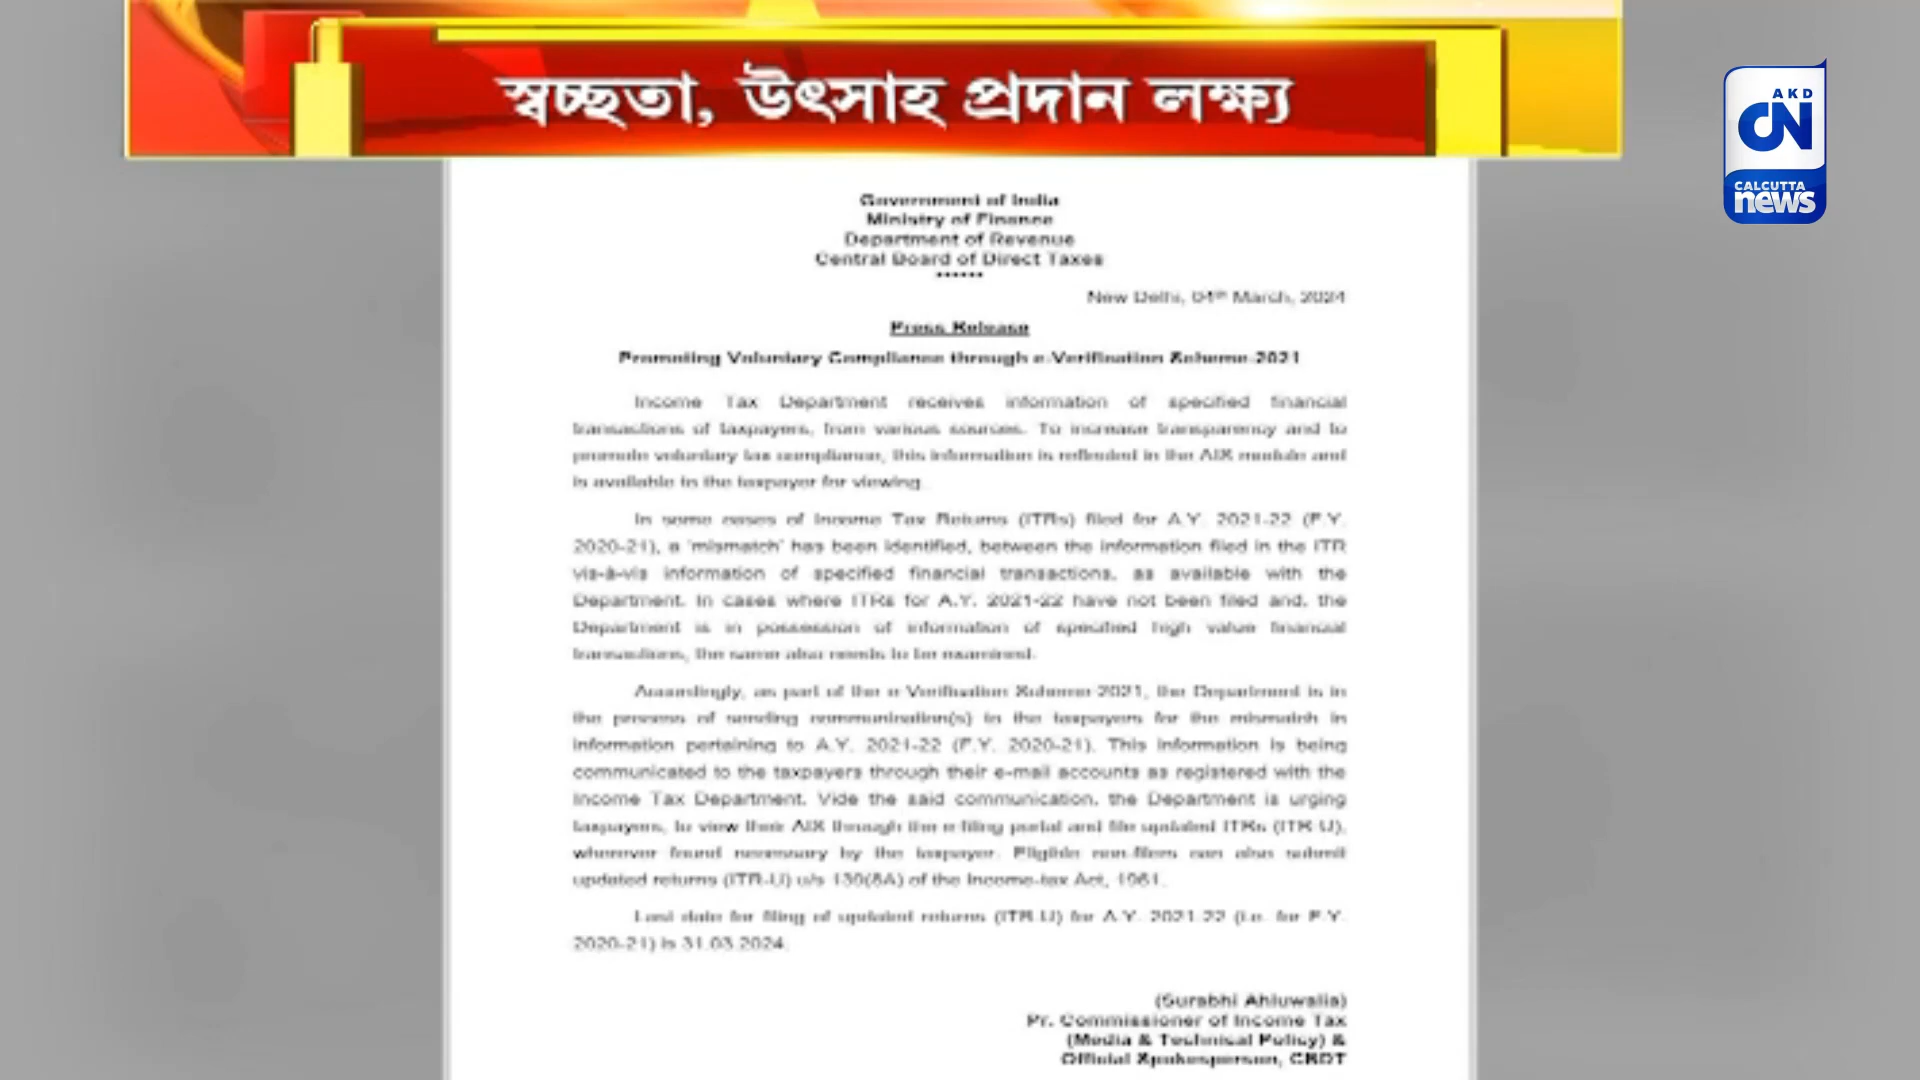 স্বচ্ছতা, উৎসাহ প্রদান লক্ষ্য
AKD
CN
CALCUTTA
news
Government of India
Ministry of Finance
Department of Revenue
Central Board of Direct Taxes
******
New Delhi, 04th March, 2024
Press Release
Promoting Voluntary Compliance through e-Verification Scheme-2021
Income Tax Department receives information of specified financial
transactions of taxpayers, from various sources. To increase transparency and to
promote voluntary tax compliance, this information is reflected in the AIS module and
is available to the taxpayer for viewing.
In some cases of Income Tax Returns (ITRs) filed for A.Y. 2021-22 (F.Y.
2020-21), a 'mismatch' has been identified, between the information filed in the ITR
vis-à-vis information of specified financial transactions, as available with the
Department. In cases where ITRs for A.Y. 2021-22 have not been filed and, the
Department is in possession of information of specified high value financial
transactions, the same also needs to be examined.
Accordingly, as part of the e-Verification Scheme-2021, the Department is in
the process of sending communication(s) to the taxpayers for the mismatch in
information pertaining to A.Y. 2021-22 (F.Y. 2020-21). This information is being
communicated to the taxpayers through their e-mail accounts as registered with the
Income Tax Department. Vide the said communication, the Department is urging
taxpayers, to view their AIS through the e-filing portal and file updated ITRs (ITR-U),
wherever found necessary by the taxpayer. Eligible non-filers can also submit
updated returns (ITR-U) u/s 139(8A) of the Income-tax Act, 1961.
Last date for filing of updated returns (ITR-U) for A.Y. 2021-22 (i.e. for F.Y.
2020-21) is 31.03.2024.
(Surabhi Ahluwalia)
Pr. Commissioner of Income Tax
(Media & Technical Policy) &
Official Spokesperson, CBDT